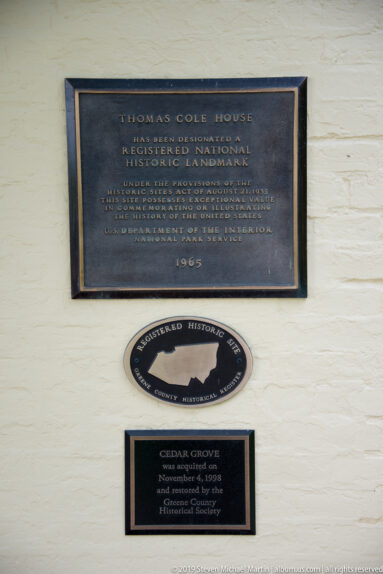 THOMAS COLE HOUSE
HAS BEEN DESIGNATED A
REGISTERED NATIONAL
HISTORIC LANDMARK
UNDER THE PROVISIONS OF THE
HISTORIC SITES ACT OF AUGUST 21, 1935
THIS SITE POSSESSES EXCEPTIONAL VALUE
IN COMMEMORATING OR ILLUSTRATING
THE HISTORY OF THE UNITED STATES
U.S. DEPARTMENT OF THE INTERIOR
NATIONAL PARK SERVICE
1965
REGISTERED HISTORIC SITE
GREENE COUNTY HISTORICAL REGISTER
CEDAR GROVE
was acquired on
November 4, 1998
and restored by the
Greene County
Historical Society
© 2019 Steven Michael Martin | albumxus.com | all rights reserved